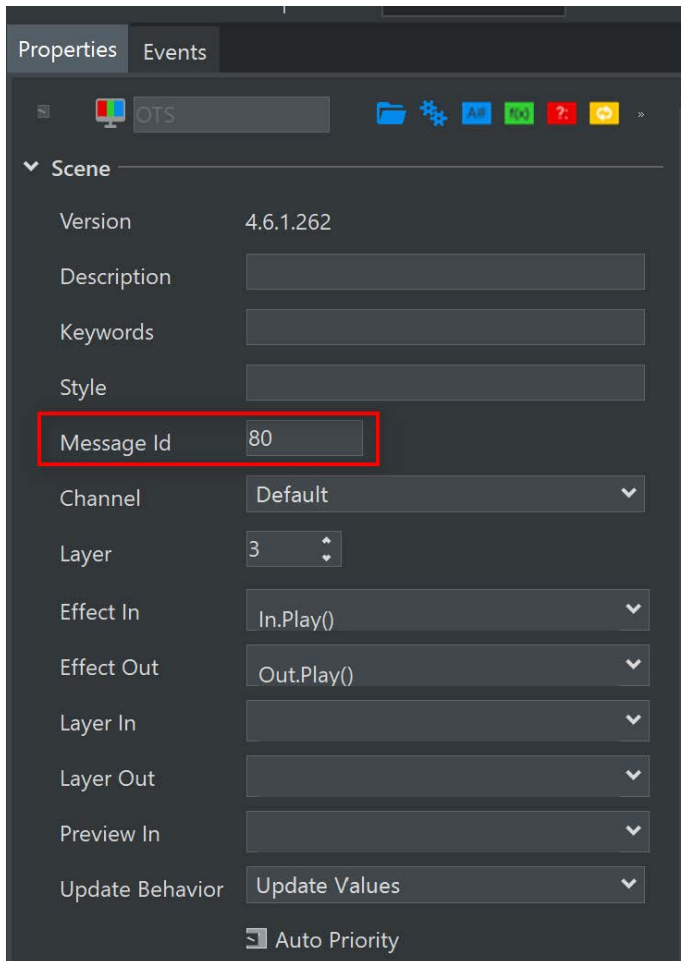 Properties Events
OTS A# f(x) ?: »
Scene
Version 4.6.1.262
Description
Keywords
Style
Message Id 80
Channel Default
Layer 3
Effect In In.Play()
Effect Out Out.Play()
Layer In
Layer Out
Preview In
Update Behavior Update Values
Auto Priority